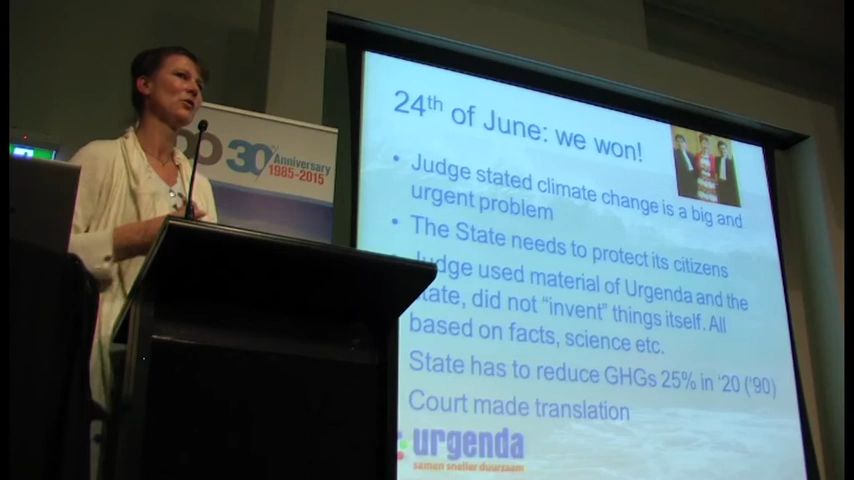 30
Anniversary
1985-2015
24th of June: we won!
• Judge stated climate change is a big and
urgent problem
• The State needs to protect its citizens
Judge used material of Urgenda and the
State, did not “invent” things itself. All
based on facts, science etc.
State has to reduce GHGs 25% in ‘20 (’90)
Court made translation
urgenda
samen sneller duurzaam